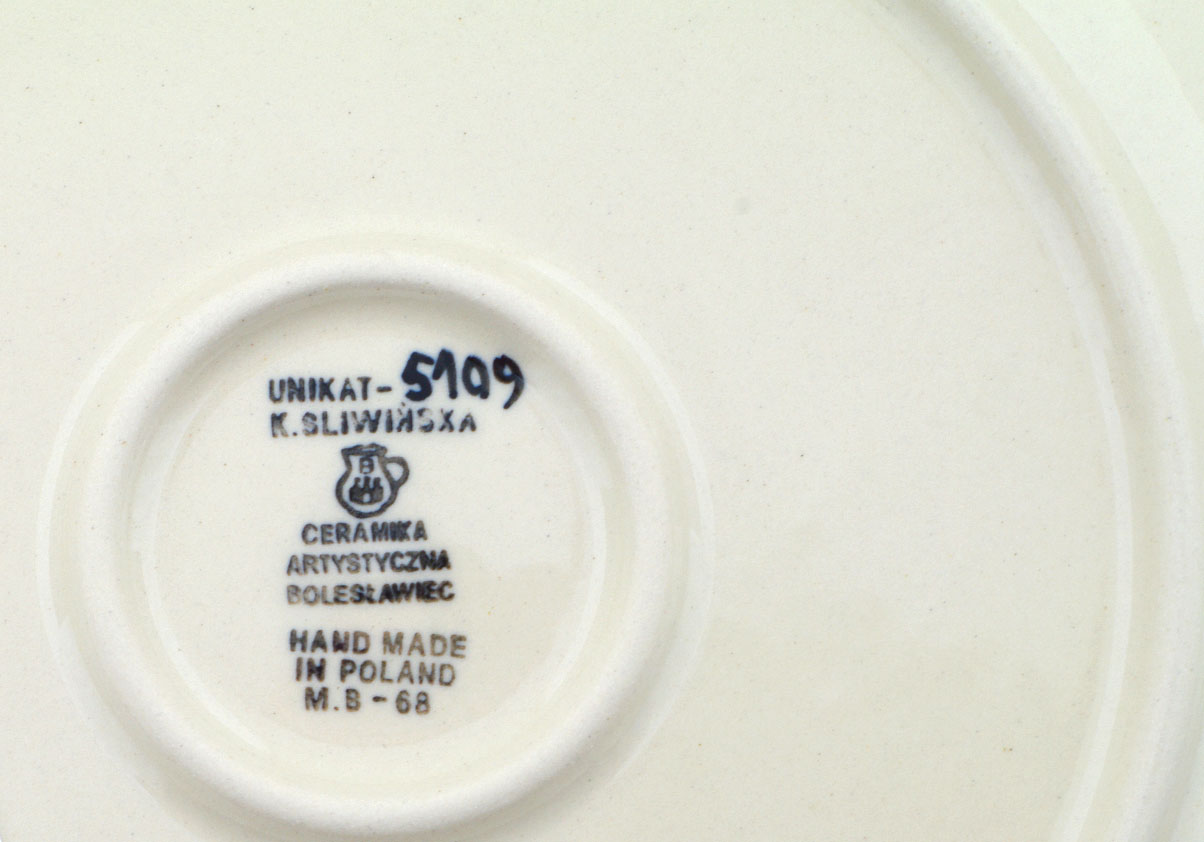 UNIKAT - 5109
K. SLIWIŃSKA
B
CERAMIKA
ARTYSTYCZNA
BOLESŁAWIEC
HAND MADE
IN POLAND
M.B - 68